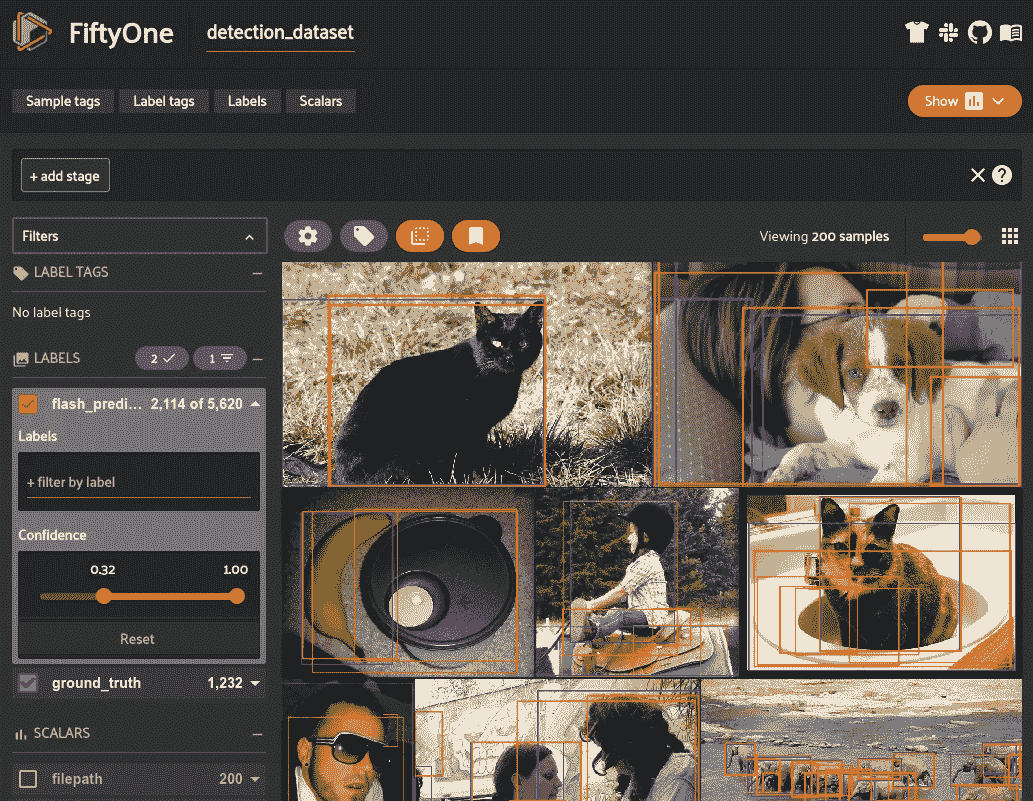 FiftyOne
detection_dataset
Sample tags
Label tags
Labels
Scalars
Show
+ add stage
Filters
Viewing 200 samples
LABEL TAGS
No label tags
LABELS
2
1
flash_predi... 2,114 of 5,620
Labels
+ filter by label
Confidence
0.32
1.00
Reset
ground_truth
1,232
SCALARS
filepath
200